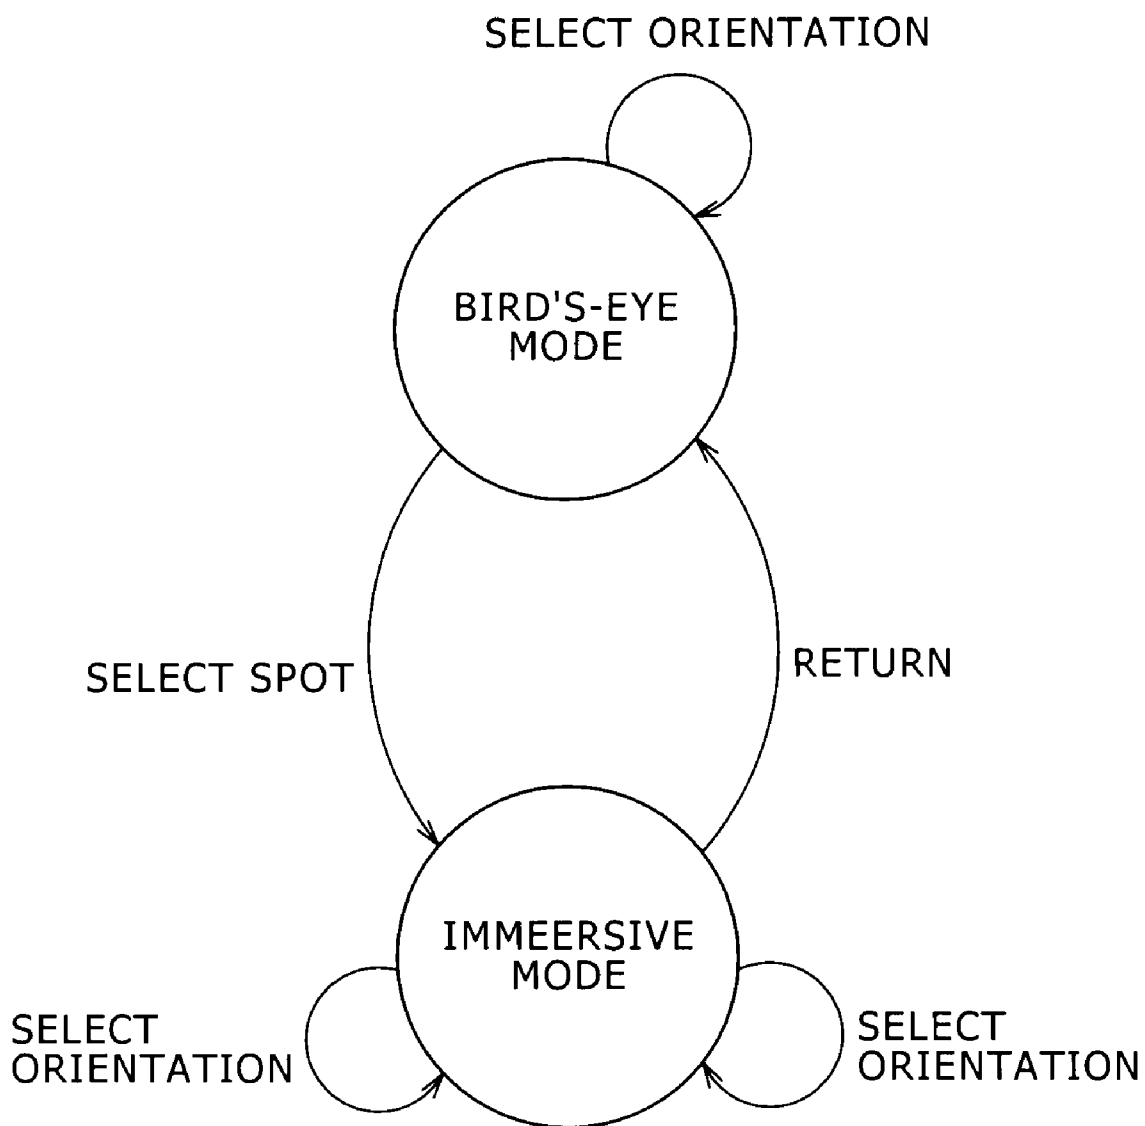 SELECT ORIENTATION
BIRD'S-EYE
MODE
SELECT SPOT
RETURN
IMMEERSIVE
MODE
SELECT
ORIENTATION
SELECT
ORIENTATION